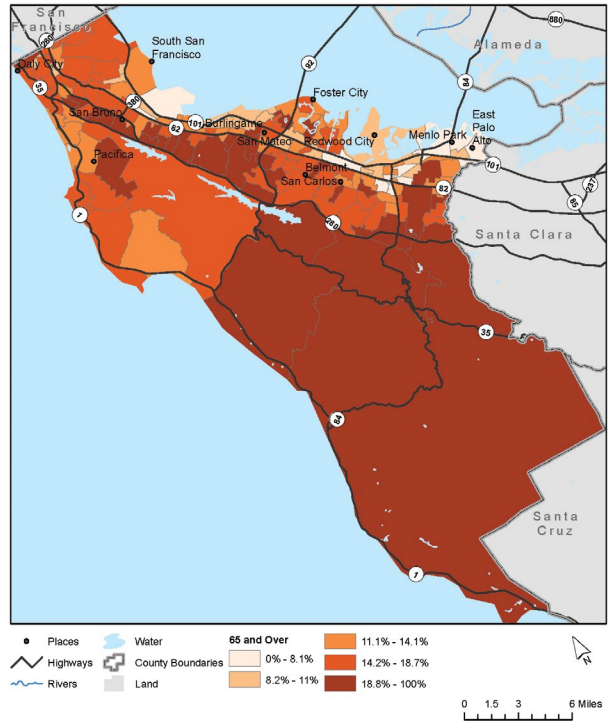 San
Francisco
280
880
Alameda
South San
Francisco
Daly City
35
92
84
Foster City
380
San Bruno
101
Burlingame
82
San Mateo
Redwood City
Menlo Park
East
Palo
Alto
Pacifica
Belmont
San Carlos
101
82
237
85
1
280
Santa Clara
35
84
Santa
Cruz
1
Places
Water
65 and Over
11.1% - 14.1%
Highways
County Boundaries
0% - 8.1%
14.2% - 18.7%
Rivers
Land
8.2% - 11%
18.8% - 100%
N
0 1.5 3 6 Miles